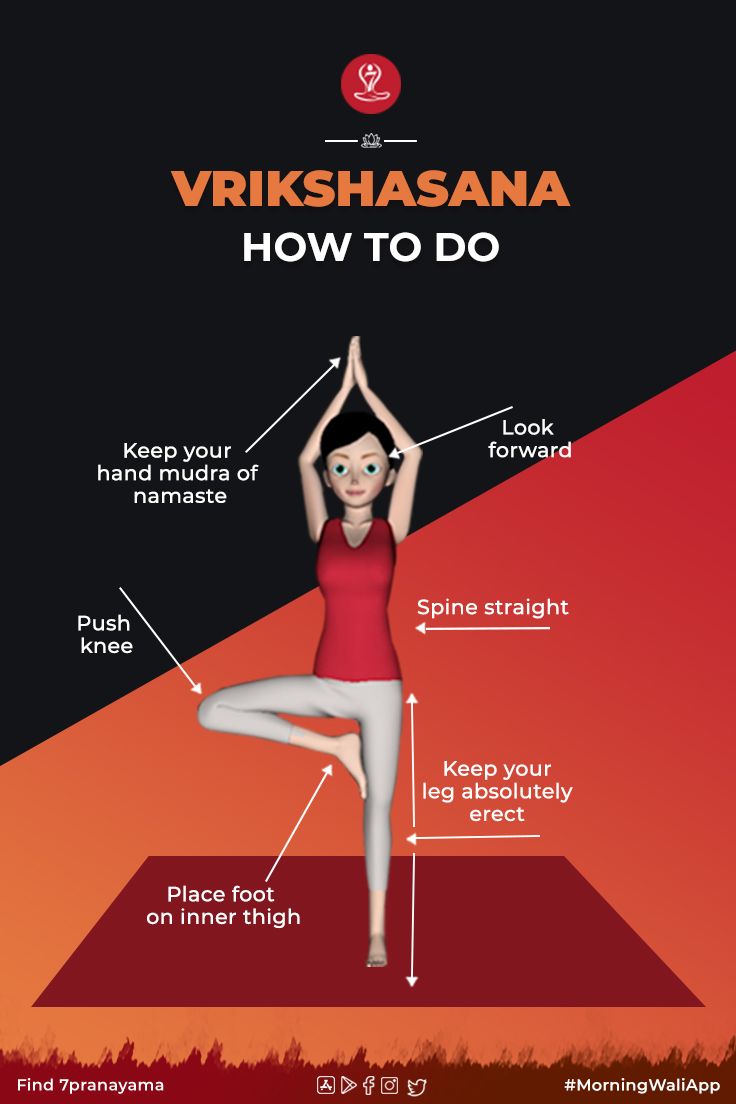 VRIKSHASANA
HOW TO DO
Keep your
hand mudra of
namaste
Look
forward
Push
knee
Spine straight
Keep your
leg absolutely
erect
Place foot
on inner thigh
Find 7pranayama
#MorningWaliApp